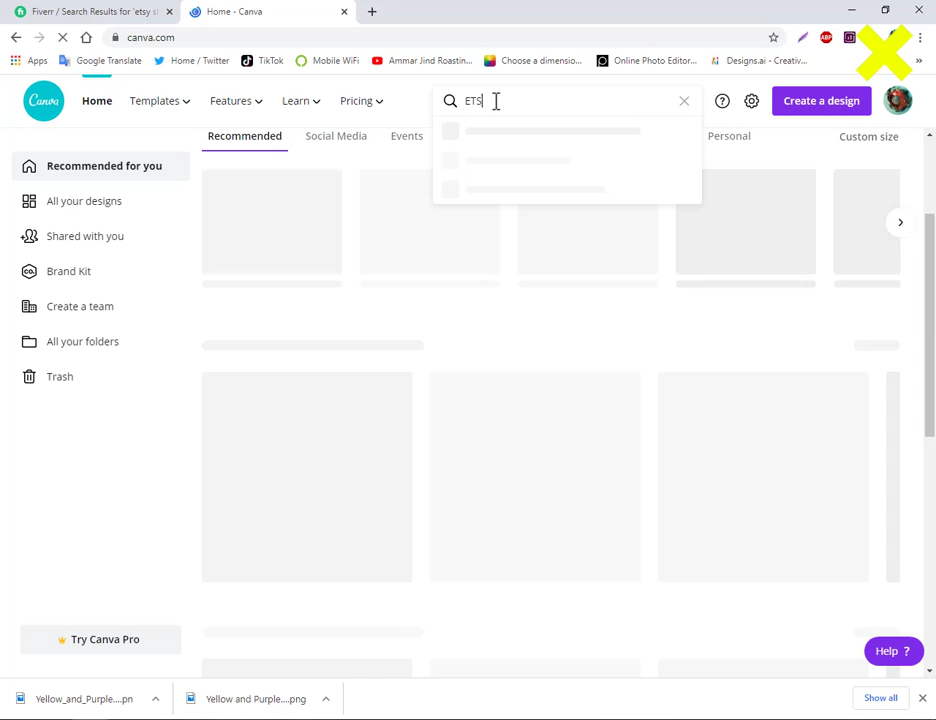 Fiverr / Search Results for 'etsy sh
Home - Canva
canva.com
Apps
Google Translate
Home / Twitter
TikTok
Mobile WiFi
Ammar Jind Roastin...
Choose a dimensio...
Online Photo Editor...
Designs.ai - Creativ...
Canva
Home
Templates
Features
Learn
Pricing
ETS
Create a design
Recommended
Social Media
Events
Personal
Custom size
Recommended for you
All your designs
Shared with you
Brand Kit
Create a team
All your folders
Trash
Try Canva Pro
Help ?
Yellow_and_Purple....pn
Yellow and Purple....png
Show all